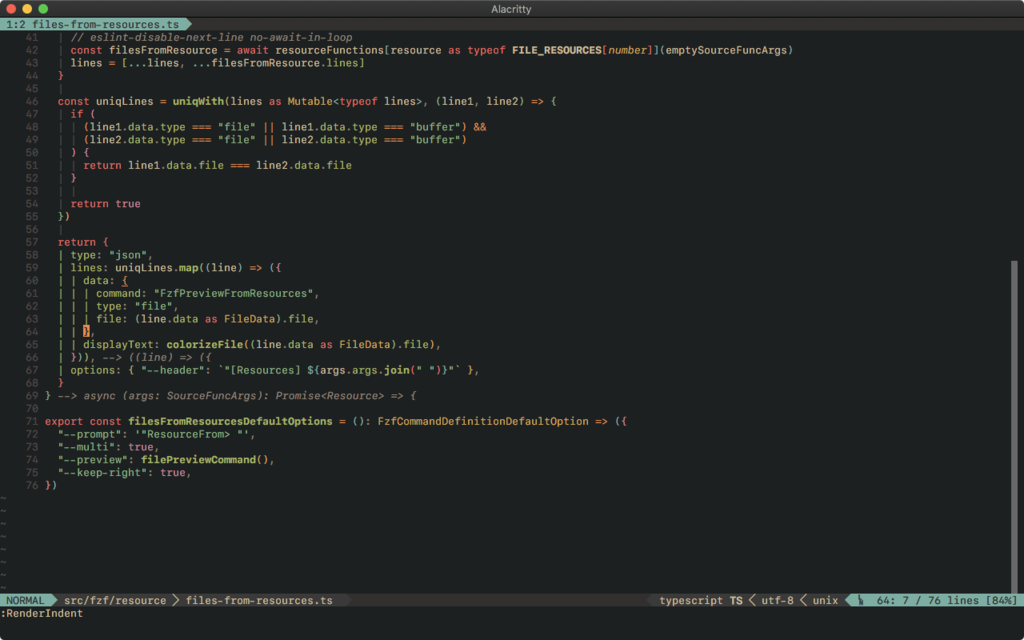 Alacritty
1:2 files-from-resources.ts
41 | // eslint-disable-next-line no-await-in-loop
42 | const filesFromResource = await resourceFunctions[resource as typeof FILE_RESOURCES[number]](emptySourceFuncArgs)
43 | lines = [...lines, ...filesFromResource.lines]
44 }
45 |
46 const uniqLines = uniqWith(lines as Mutable<typeof lines>, (line1, line2) => {
47 | if (
48 | | (line1.data.type === "file" || line1.data.type === "buffer") &&
49 | | (line2.data.type === "file" || line2.data.type === "buffer")
50 | ) {
51 | | return line1.data.file === line2.data.file
52 | }
53 | |
54 | return true
55 })
56 |
57 return {
58 | type: "json",
59 | lines: uniqLines.map((line) => ({
60 | | data: {
61 | | | command: "FzfPreviewFromResources",
62 | | | type: "file",
63 | | | file: (line.data as FileData).file,
64 | | },
65 | | displayText: colorizeFile((line.data as FileData).file),
66 | })), --> ((line) => ({
67 | options: { "--header": `"[Resources] ${args.args.join(" ")}"` },
68 }
69 } --> async (args: SourceFuncArgs): Promise<Resource> => {
70
71 export const filesFromResourcesDefaultOptions = (): FzfCommandDefinitionDefaultOption => ({
72 "--prompt": '"ResourceFrom> "',
73 "--multi": true,
74 "--preview": filePreviewCommand(),
75 "--keep-right": true,
76 })
~
~
~
~
~
~
~
~
NORMAL src/fzf/resource > files-from-resources.ts typescript TS < utf-8 < unix 64: 7 / 76 lines [84%]
:RenderIndent